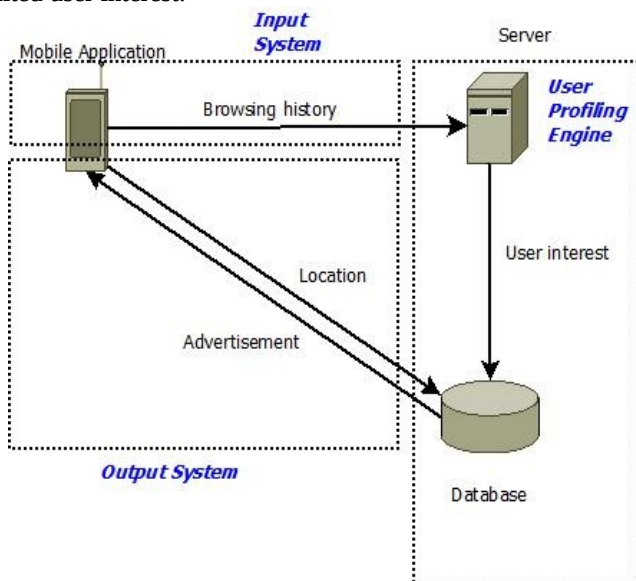 Input
System
Server
Mobile Application
User
Profiling
Engine
Browsing history
User interest
Location
Advertisement
Output System
Database